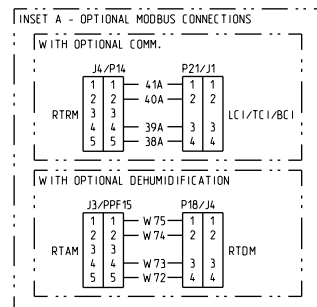 INSET A - OPTIONAL MODBUS CONNECTIONS
WITH OPTIONAL COMM.
J4/P14 P21/J1
1 1 41A 1 1
2 2 40A 2 2
RTRM 3 3 LCI/TCI/BCI
4 4 39A 3 3
5 5 38A 4 4
WITH OPTIONAL DEHUMIDIFICATION
J3/PPF15 P18/J4
1 1 W75 1 1
2 2 W74 2 2
RTAM 3 3 RTDM
4 4 W73 3 3
5 5 W72 4 4